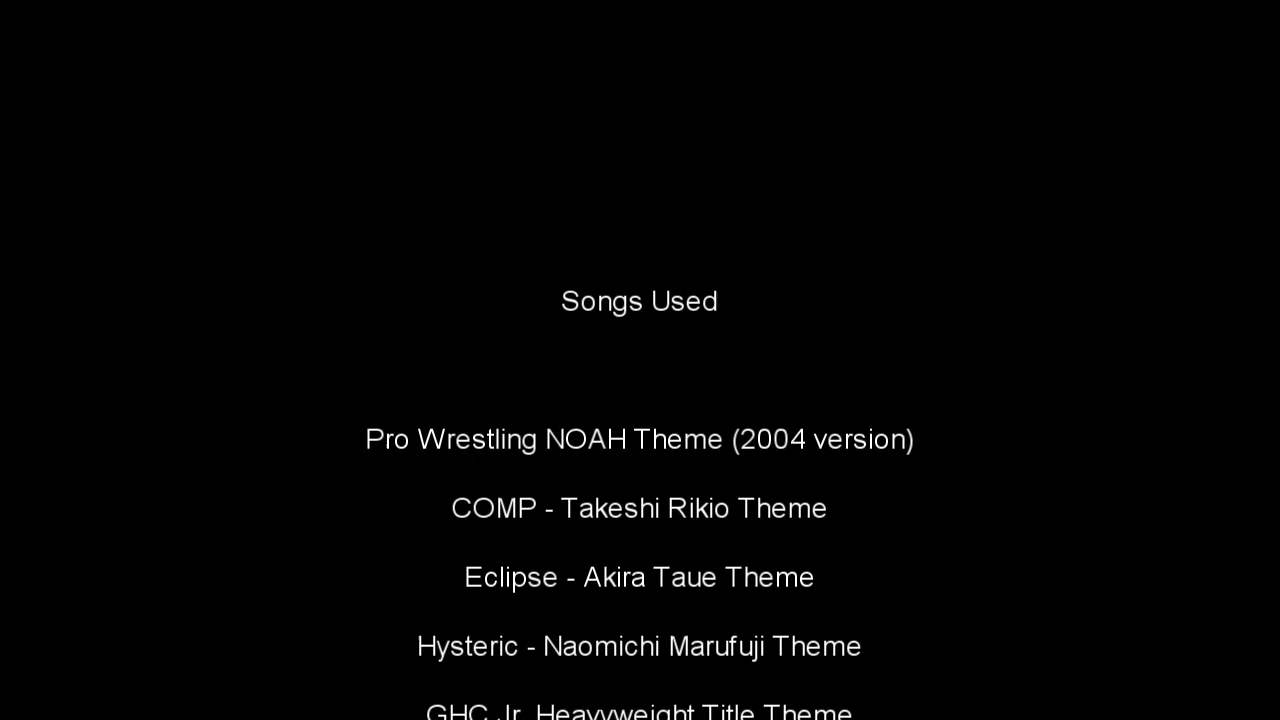 Songs Used
Pro Wrestling NOAH Theme (2004 version)
COMP - Takeshi Rikio Theme
Eclipse - Akira Taue Theme
Hysteric - Naomichi Marufuji Theme
GHC Jr. Heavyweight Title Theme